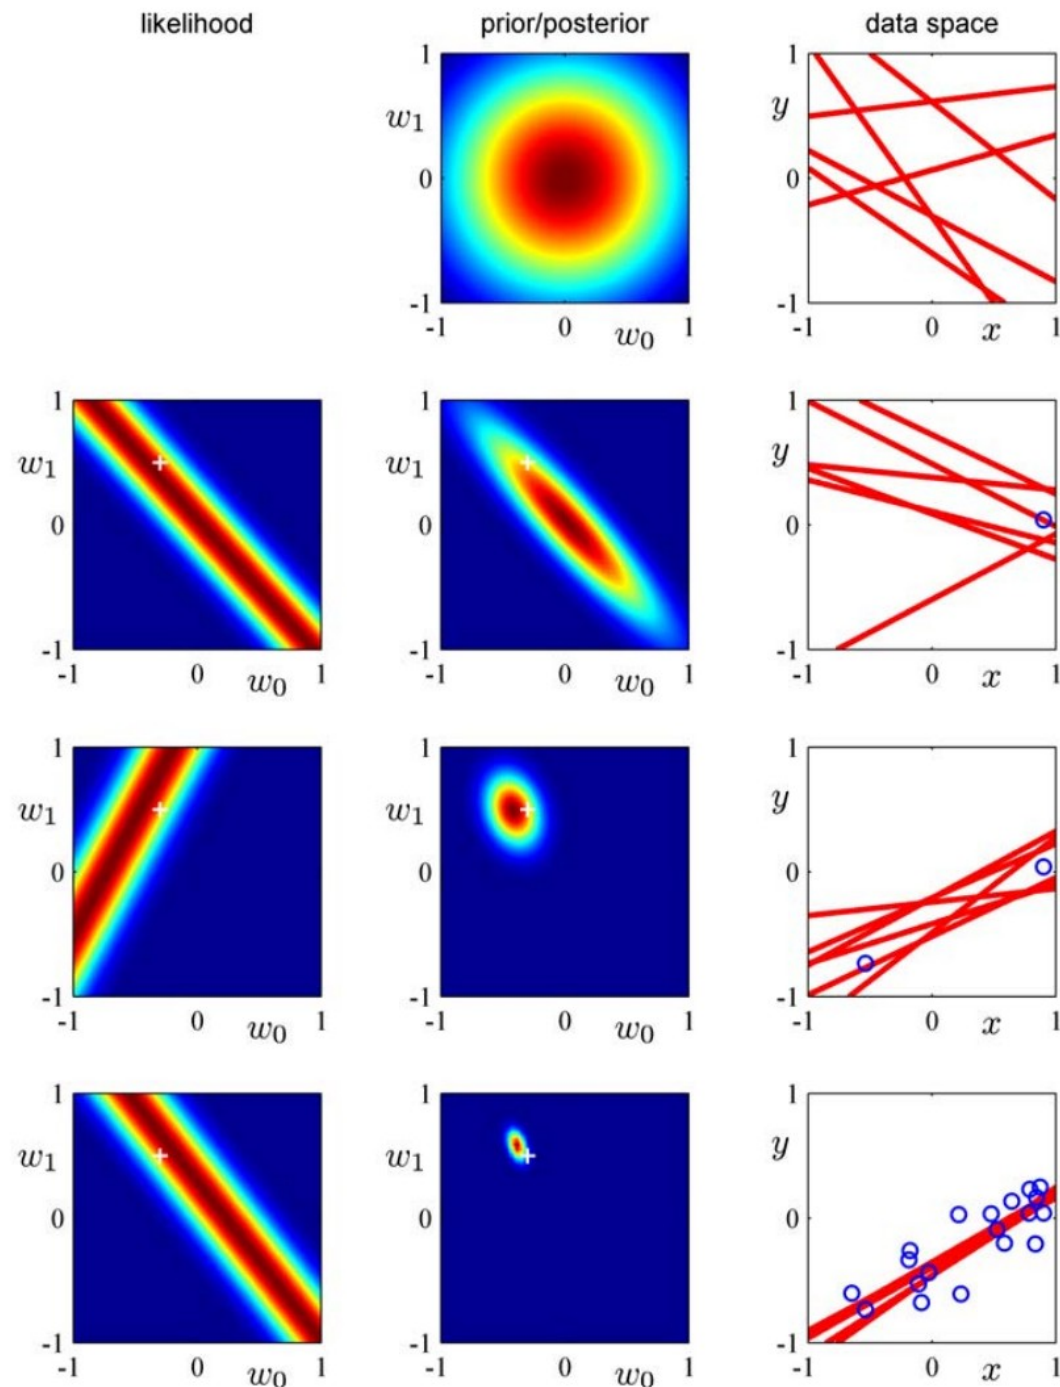 likelihood prior/posterior data space
1 1
w₁ y
0 0
-1 -1
-1 0 w₀ 1 -1 0 x 1
1 1 1
w₁ w₁ y
0 0 0
-1 -1 -1
-1 0 w₀ 1 -1 0 w₀ 1 -1 0 x 1
1 1 1
w₁ w₁ y
0 0 0
-1 -1 -1
-1 0 w₀ 1 -1 0 w₀ 1 -1 0 x 1
1 1 1
w₁ w₁ y
0 0 0
-1 -1 -1
-1 0 w₀ 1 -1 0 w₀ 1 -1 0 x 1